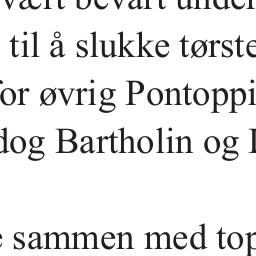 vært bevart under
til å slukke tørste
for øvrig Pontoppi
dog Bartholin og
sammen med top